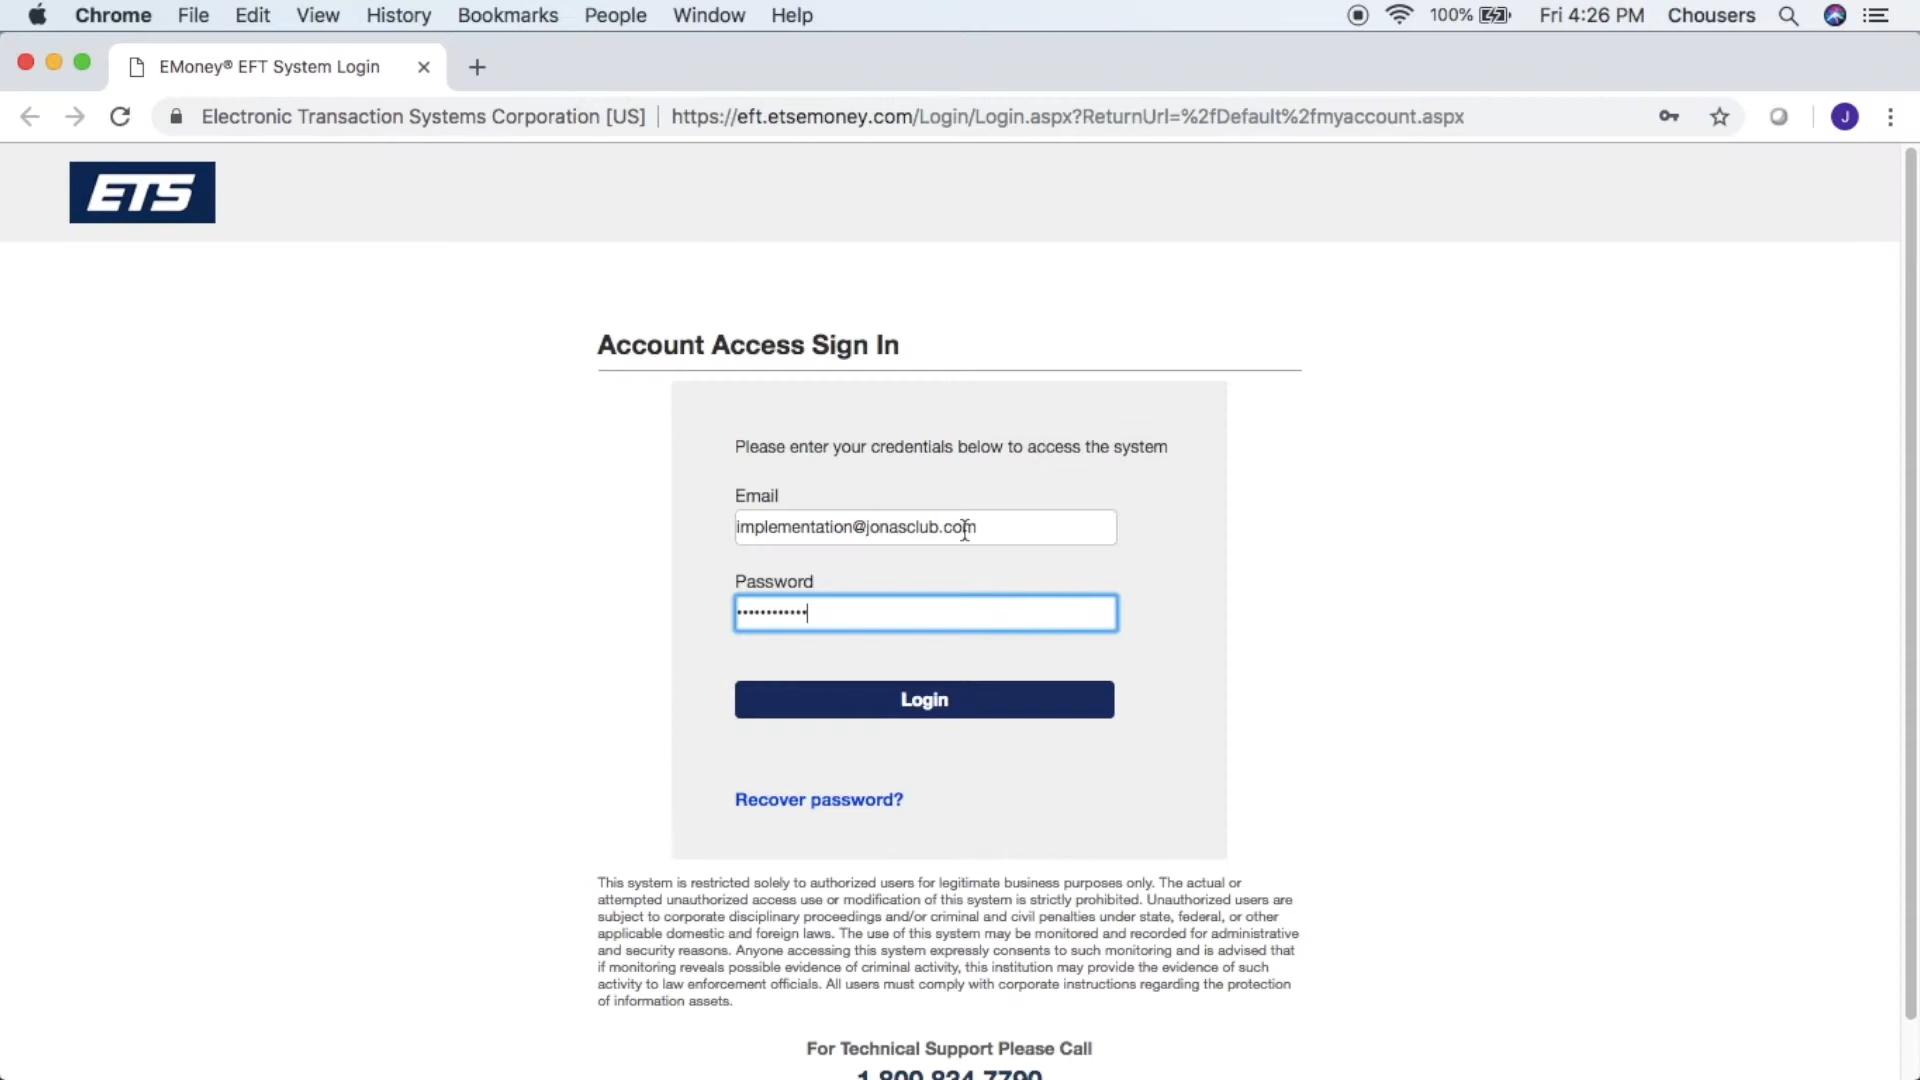 Chrome File Edit View History Bookmarks People Window Help 100% Fri 4:26 PM Chousers
EMoney® EFT System Login
Electronic Transaction Systems Corporation [US] | https://eft.etsemoney.com/Login/Login.aspx?ReturnUrl=%2fDefault%2fmyaccount.aspx J
ETS
Account Access Sign In
Please enter your credentials below to access the system
Email
implementation@jonasclub.com
Password
••••••••••••
Login
Recover password?
This system is restricted solely to authorized users for legitimate business purposes only. The actual or
attempted unauthorized access use or modification of this system is strictly prohibited. Unauthorized users are
subject to corporate disciplinary proceedings and/or criminal and civil penalties under state, federal, or other
applicable domestic and foreign laws. The use of this system may be monitored and recorded for administrative
and security reasons. Anyone accessing this system expressly consents to such monitoring and is advised that
if monitoring reveals possible evidence of criminal activity, this institution may provide the evidence of such
activity to law enforcement officials. All users must comply with corporate instructions regarding the protection
of information assets.
For Technical Support Please Call
1.800.834.7790